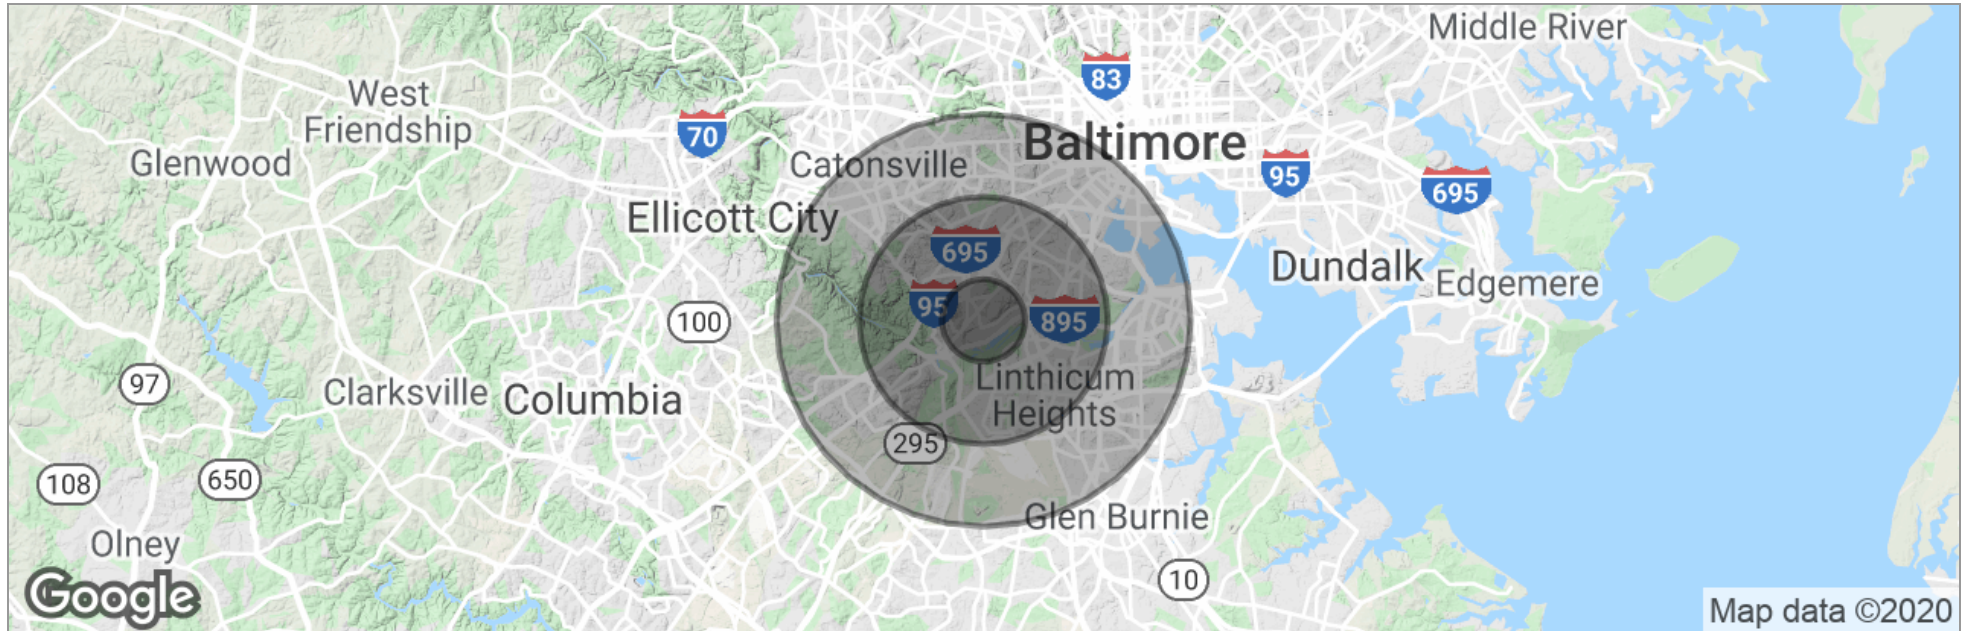 Middle River
83
West
Friendship
70
Baltimore
Glenwood
Catonsville
95
695
Ellicott City
695
Dundalk
Edgemere
95
895
100
97
Clarksville
Columbia
Linthicum
Heights
295
108
650
Glen Burnie
Olney
10
Google
Map data ©2020